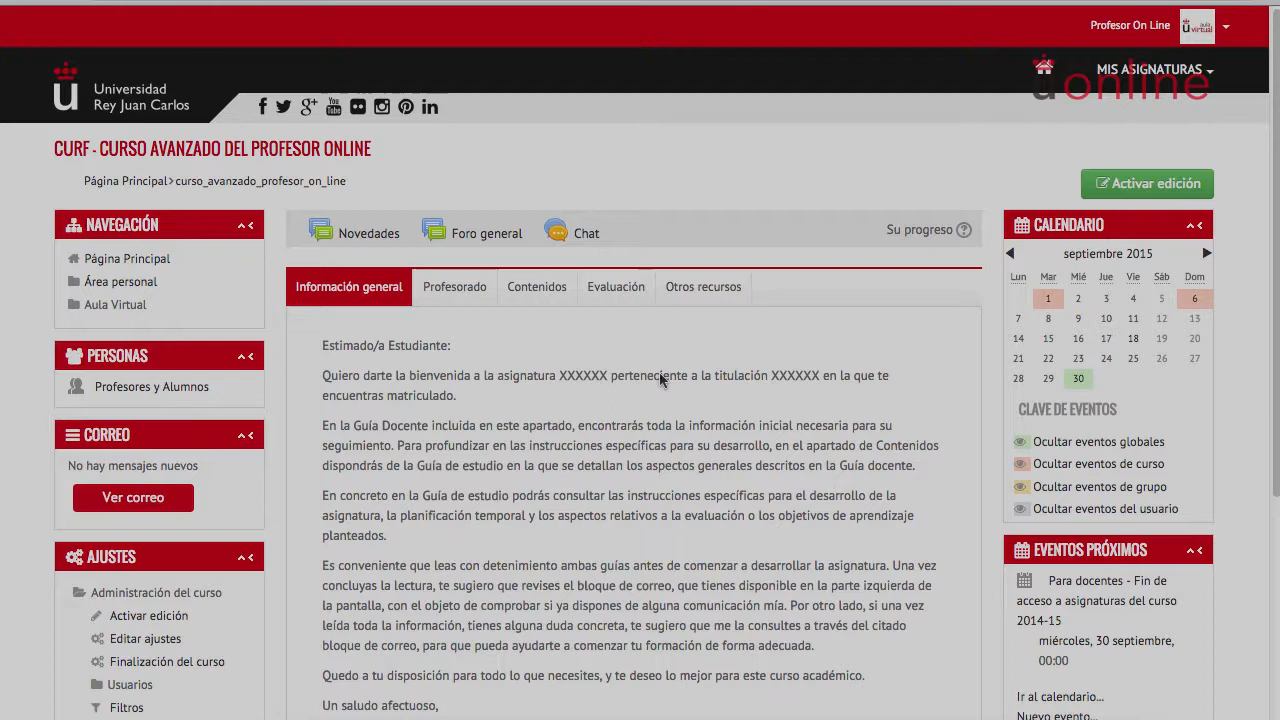 Profesor On Line
aula
virtual
MIS ASIGNATURAS
online
Universidad
Rey Juan Carlos
CURF - CURSO AVANZADO DEL PROFESOR ONLINE
Página Principal > curso_avanzado_profesor_on_line
Activar edición
NAVEGACIÓN
Página Principal
Área personal
Aula Virtual
PERSONAS
Profesores y Alumnos
CORREO
No hay mensajes nuevos
Ver correo
AJUSTES
Administración del curso
Activar edición
Editar ajustes
Finalización del curso
Usuarios
Filtros
Novedades
Foro general
Chat
Su progreso
Información general
Profesorado
Contenidos
Evaluación
Otros recursos
Estimado/a Estudiante:
Quiero darte la bienvenida a la asignatura XXXXXX perteneciente a la titulación XXXXXX en la que te
encuentras matriculado.
En la Guía Docente incluida en este apartado, encontrarás toda la información inicial necesaria para su
seguimiento. Para profundizar en las instrucciones específicas para su desarrollo, en el apartado de Contenidos
dispondrás de la Guía de estudio en la que se detallan los aspectos generales descritos en la Guía docente.
En concreto en la Guía de estudio podrás consultar las instrucciones específicas para el desarrollo de la
asignatura, la planificación temporal y los aspectos relativos a la evaluación o los objetivos de aprendizaje
planteados.
Es conveniente que leas con detenimiento ambas guías antes de comenzar a desarrollar la asignatura. Una vez
concluyas la lectura, te sugiero que revises el bloque de correo, que tienes disponible en la parte izquierda de
la pantalla, con el objeto de comprobar si ya dispones de alguna comunicación mía. Por otro lado, si una vez
leída toda la información, tienes alguna duda concreta, te sugiero que me la consultes a través del citado
bloque de correo, para que pueda ayudarte a comenzar tu formación de forma adecuada.
Quedo a tu disposición para todo lo que necesites, y te deseo lo mejor para este curso académico.
Un saludo afectuoso,
CALENDARIO
septiembre 2015
Lun Mar Mié Jue Vie Sáb Dom
1 2 3 4 5 6
7 8 9 10 11 12 13
14 15 16 17 18 19 20
21 22 23 24 25 26 27
28 29 30
CLAVE DE EVENTOS
Ocultar eventos globales
Ocultar eventos de curso
Ocultar eventos de grupo
Ocultar eventos del usuario
EVENTOS PRÓXIMOS
Para docentes - Fin de
acceso a asignaturas del curso
2014-15
miércoles, 30 septiembre,
00:00
Ir al calendario...
Nuevo evento...